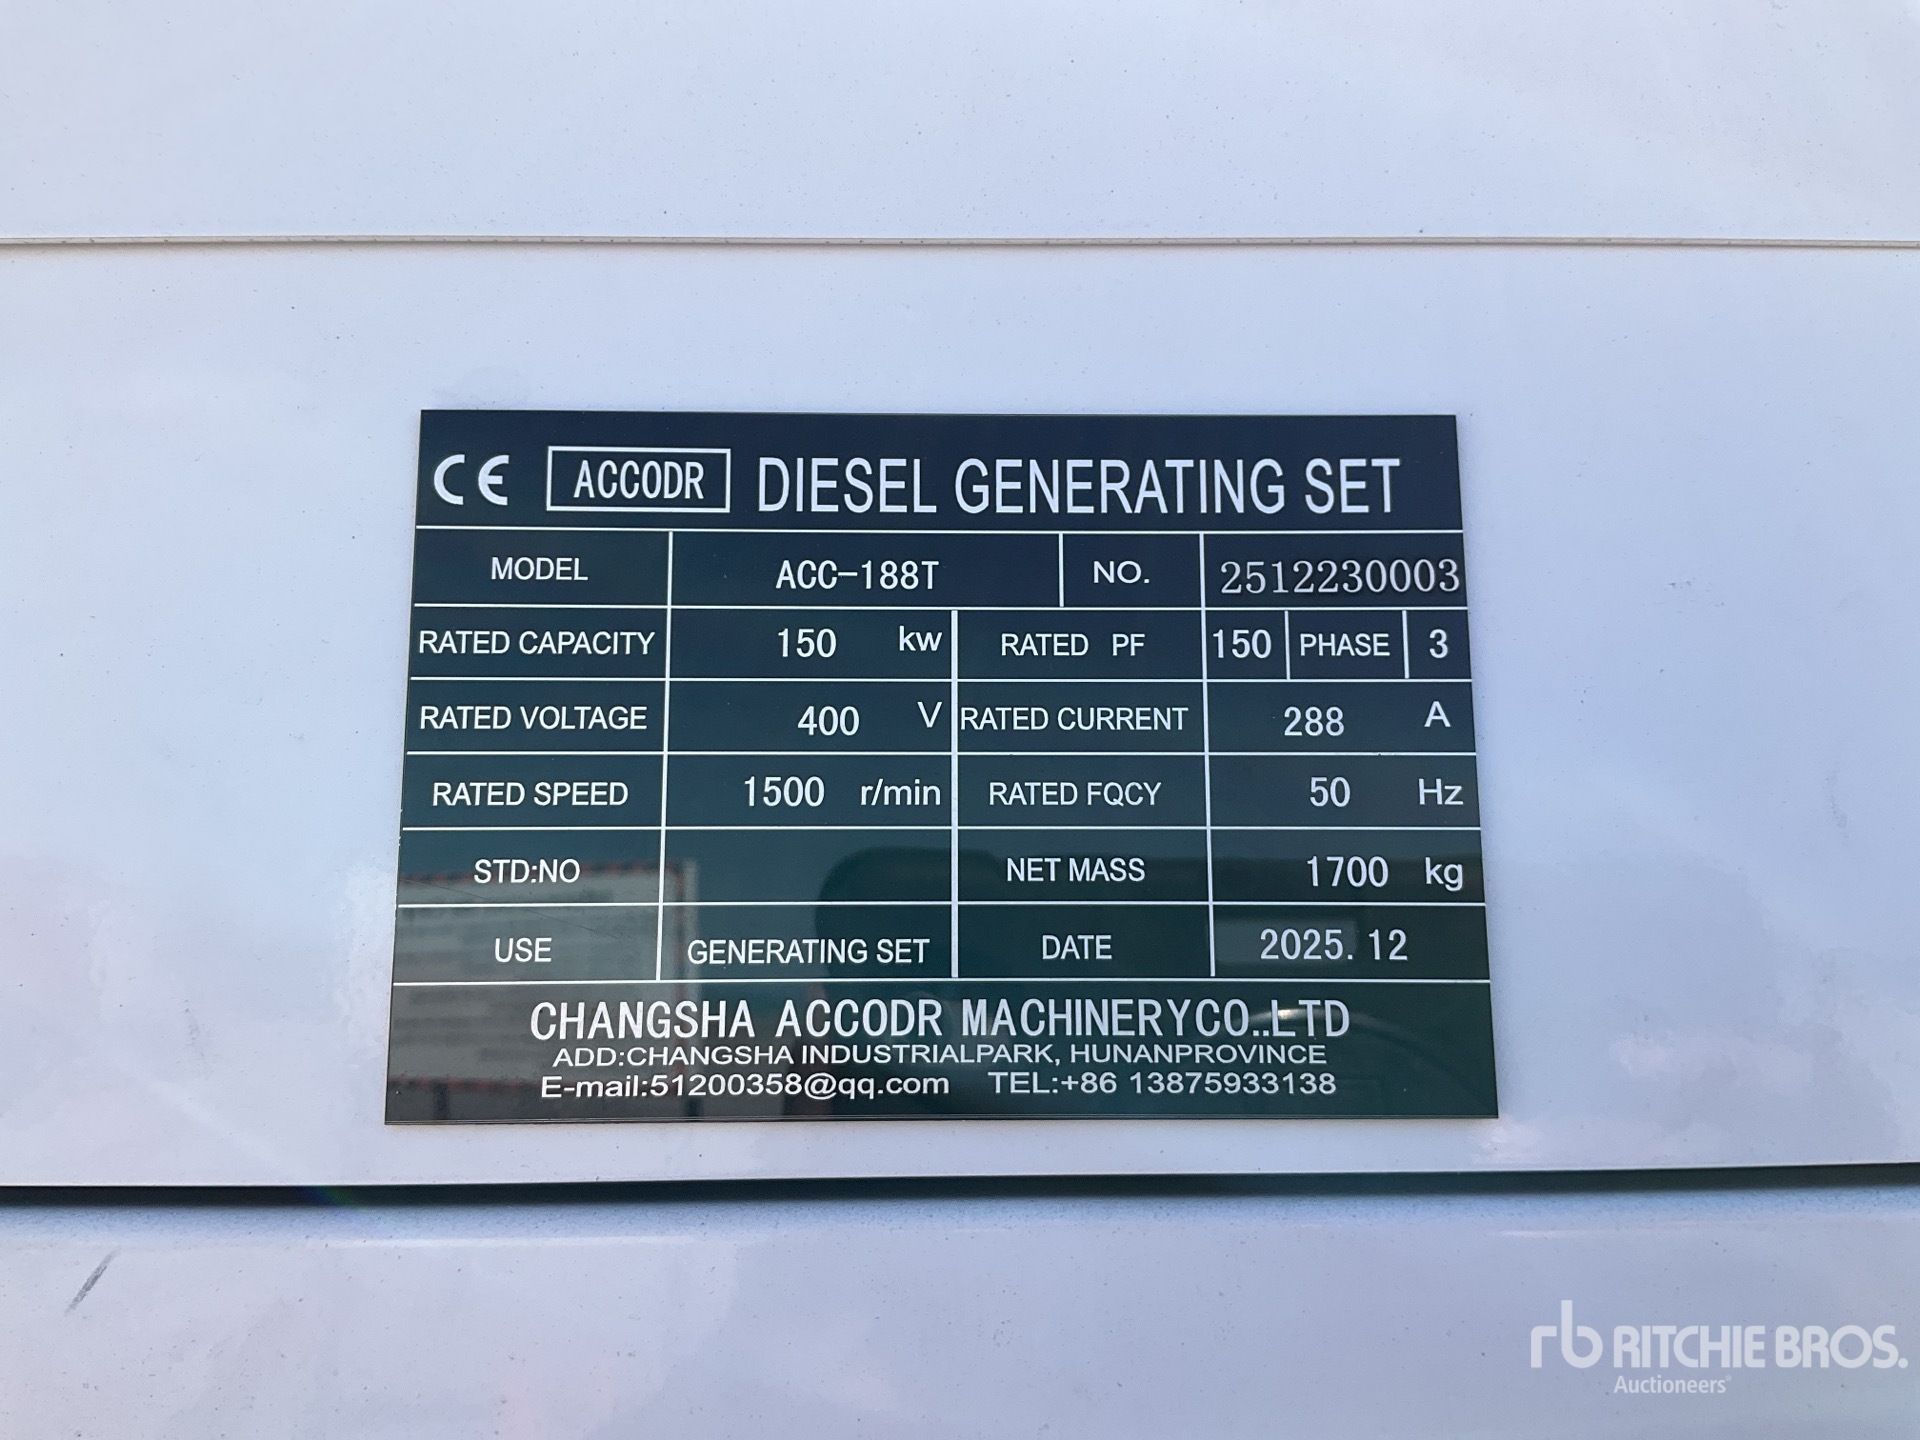 CE ACCODR DIESEL GENERATING SET
MODEL ACC-188T NO. 2512230003
RATED CAPACITY 150 kw RATED PF 150 PHASE 3
RATED VOLTAGE 400 V RATED CURRENT 288 A
RATED SPEED 1500 r/min RATED FQCY 50 Hz
STD:NO NET MASS 1700 kg
USE GENERATING SET DATE 2025.12
CHANGSHA ACCODR MACHINERYCO..LTD
ADD:CHANGSHA INDUSTRIALPARK, HUNANPROVINCE
E-mail:51200358@qq.com TEL:+86 13875933138
rb RITCHIE BROS.
Auctioneers